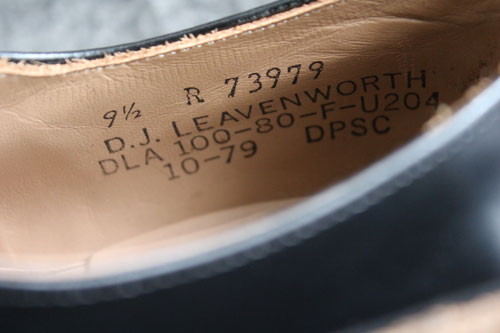 9½ R 73979
D.J. LEAVENWORTH
DLA 100-80-F-U204
10-79 DPSC